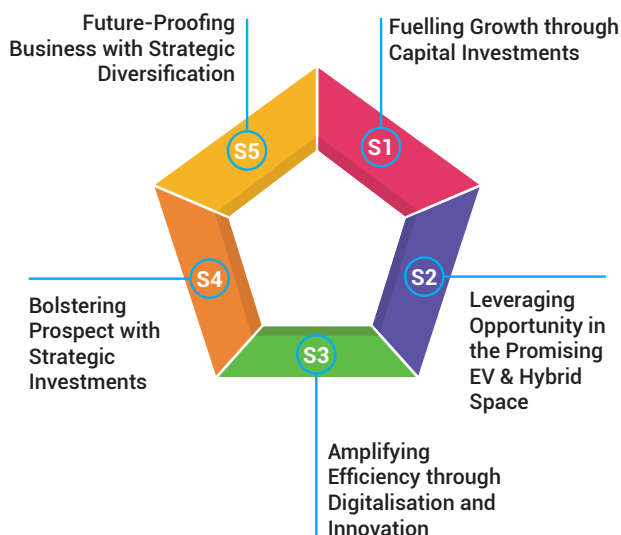 Future-Proofing
Business with Strategic
Diversification
Fuelling Growth through
Capital Investments
S5
S1
S4
S2
Bolstering
Prospect with
Strategic
Investments
Leveraging
Opportunity in
the Promising
EV & Hybrid
Space
S3
Amplifying
Efficiency through
Digitalisation and
Innovation